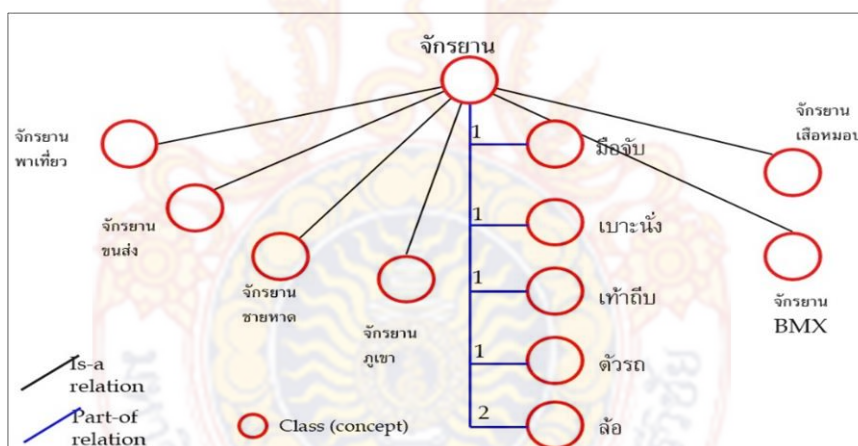 จักรยาน
จักรยาน
พาเที่ยว
จักรยาน
ขนส่ง
จักรยาน
ชายหาด
จักรยาน
ภูเขา
1
มือจับ
1
เบาะนั่ง
1
เท้าถีบ
1
ตัวรถ
2
ล้อ
จักรยาน
เสือหมอบ
จักรยาน
BMX
Is-a
relation
Part-of
relation
Class (concept)